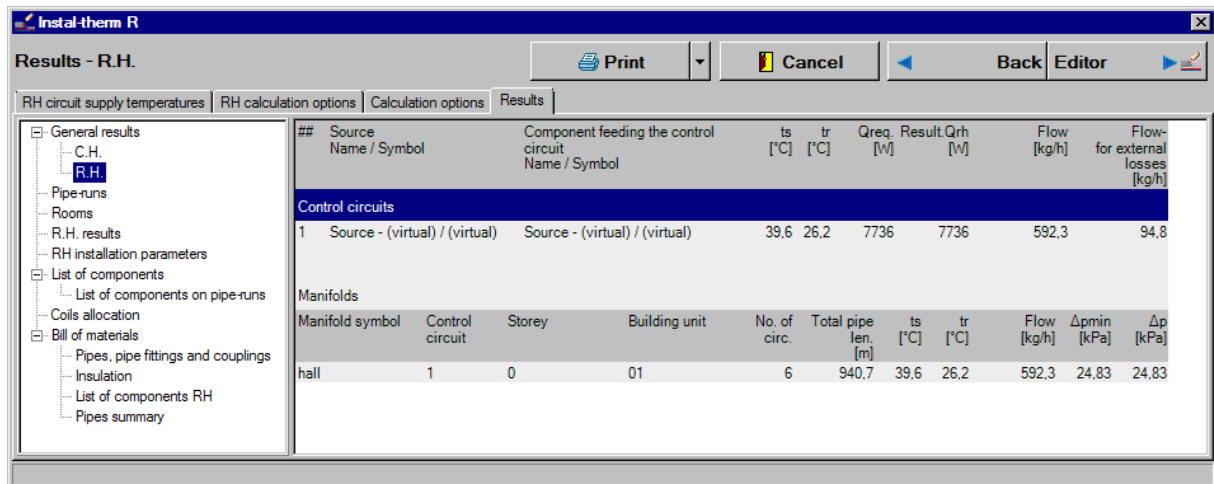 Instal-therm R
Results - R.H.
Print
Cancel
Back
Editor
RH circuit supply temperatures
RH calculation options
Calculation options
Results
General results
C.H.
R.H.
Pipe-runs
Rooms
R.H. results
RH installation parameters
List of components
List of components on pipe-runs
Coils allocation
Bill of materials
Pipes, pipe fittings and couplings
Insulation
List of components RH
Pipes summary
## Source Component feeding the control ts tr Qreq. Result.Qrh Flow Flow-
Name / Symbol circuit [°C] [°C] [W] [W] [kg/h] for external
Name / Symbol losses
[kg/h]
Control circuits
1 Source - (virtual) / (virtual) Source - (virtual) / (virtual) 39,6 26,2 7736 7736 592,3 94,8
Manifolds
Manifold symbol Control Storey Building unit No. of Total pipe ts tr Flow Δpmin Δp
circuit circ. len. [°C] [°C] [kg/h] [kPa] [kPa]
[m]
hall 1 0 01 6 940,7 39,6 26,2 592,3 24,83 24,83